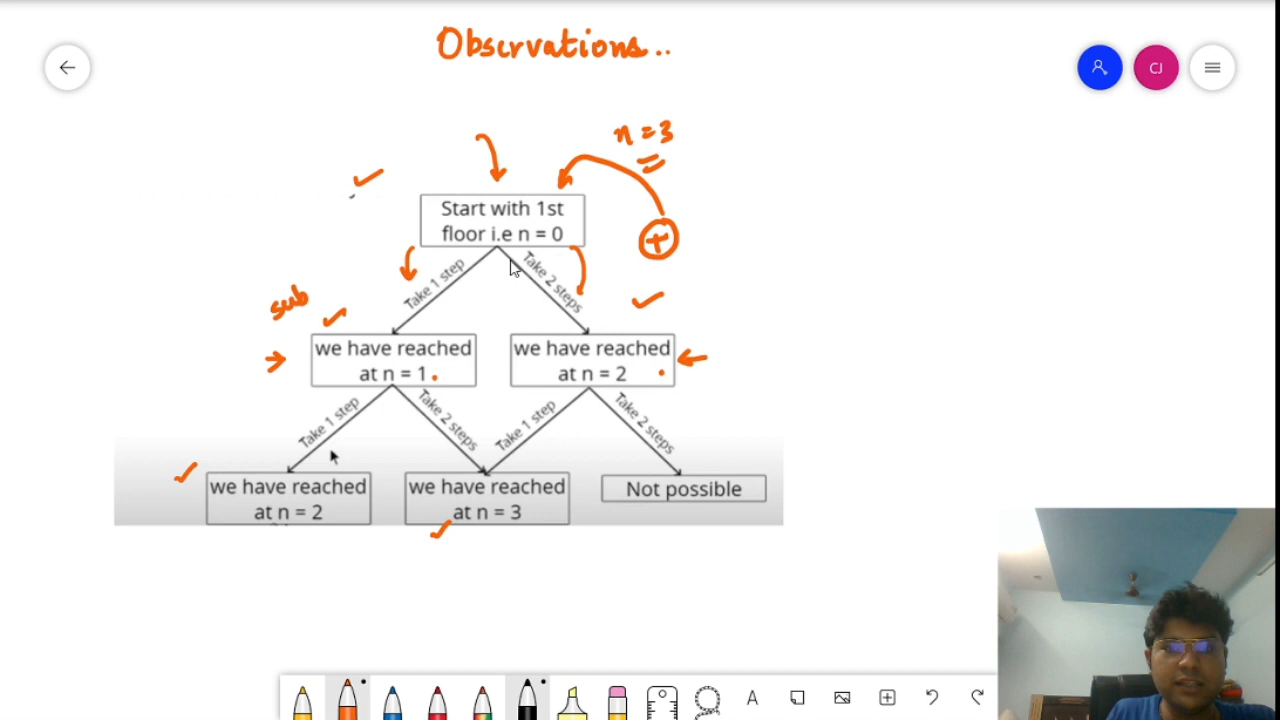 Observations..
CJ
n = 3
Start with 1st
floor i.e n = 0
+
Take 1 step
Take 2 steps
sub
we have reached
at n = 1
we have reached
at n = 2
Take 1 step
Take 2 steps
Take 1 step
Take 2 steps
we have reached
at n = 2
we have reached
at n = 3
Not possible
A